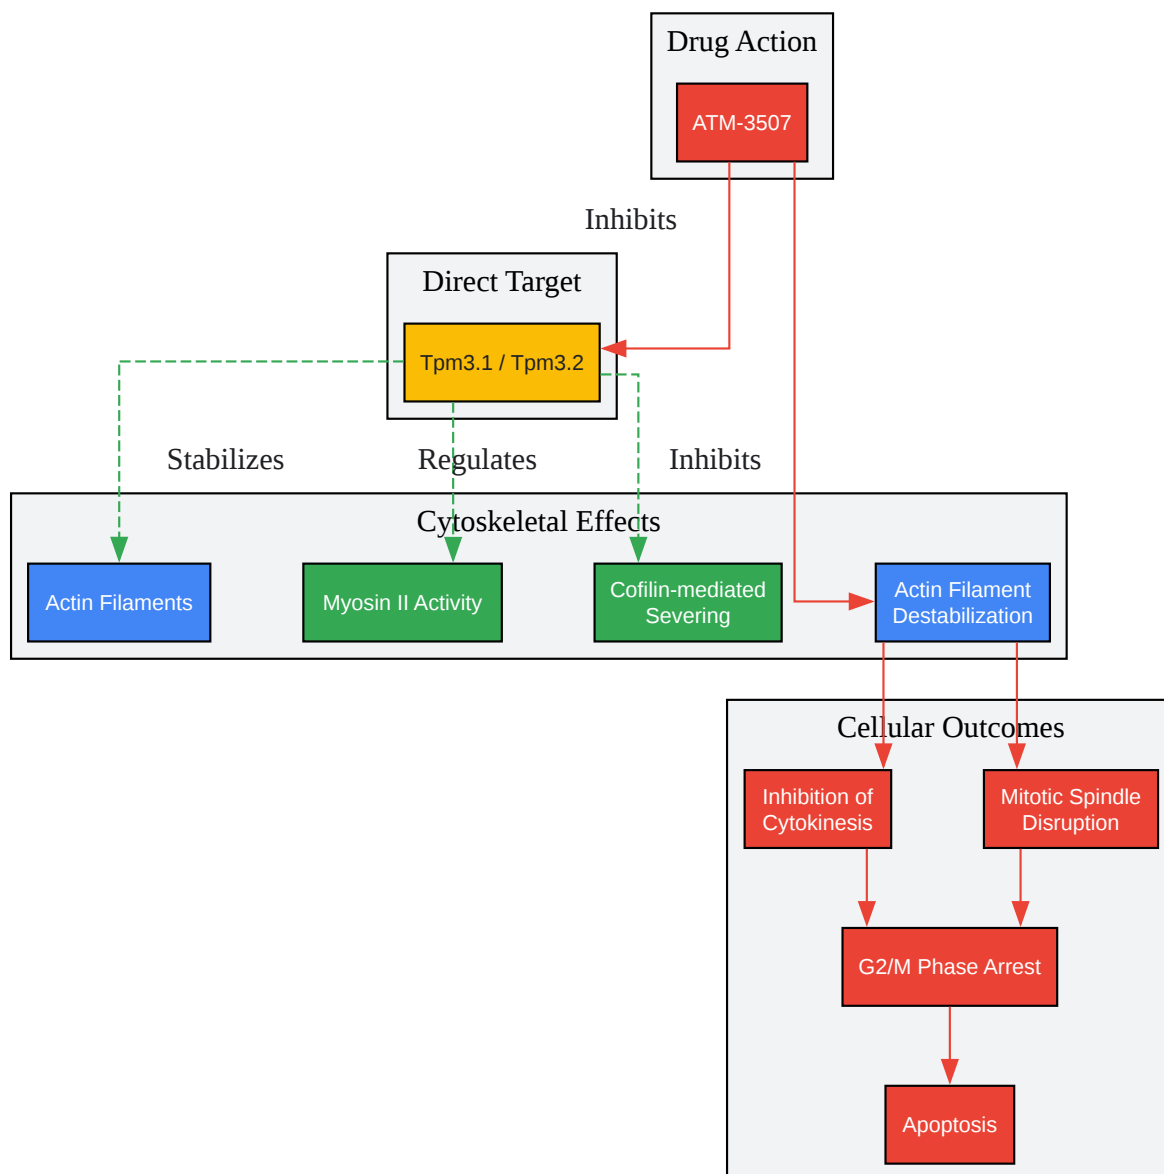 Drug Action
ATM-3507
Inhibits
Direct Target
Tpm3.1 / Tpm3.2
Stabilizes
Regulates
Inhibits
Cytoskeletal Effects
Actin Filaments
Myosin II Activity
Cofilin-mediated
Severing
Actin Filament
Destabilization
Cellular Outcomes
Inhibition of
Cytokinesis
Mitotic Spindle
Disruption
G2/M Phase Arrest
Apoptosis